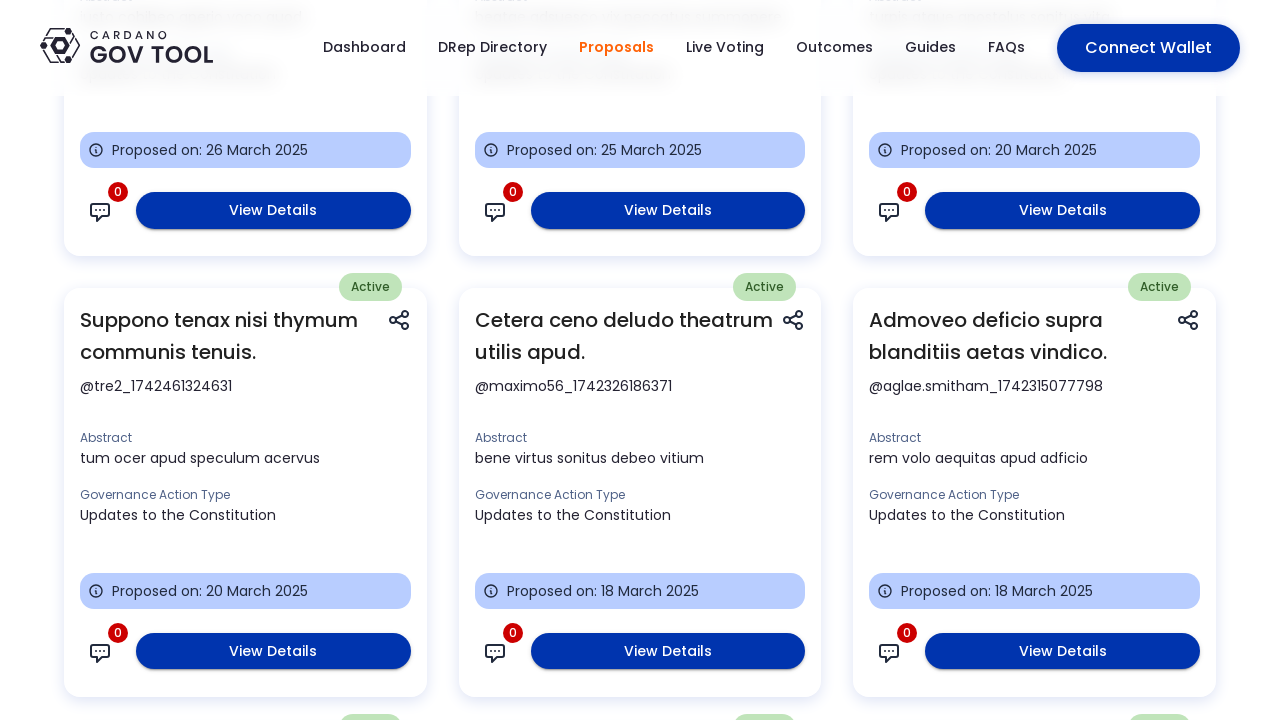 CARDANO
GOV TOOL
Dashboard
DRep Directory
Proposals
Live Voting
Outcomes
Guides
FAQs
Connect Wallet
Proposed on: 26 March 2025
Proposed on: 25 March 2025
Proposed on: 20 March 2025
0
View Details
0
View Details
0
View Details
Active
Suppono tenax nisi thymum
communis tenuis.
@tre2_1742461324631
Abstract
tum ocer apud speculum acervus
Governance Action Type
Updates to the Constitution
Proposed on: 20 March 2025
0
View Details
Active
Cetera ceno deludo theatrum
utilis apud.
@maximo56_1742326186371
Abstract
bene virtus sonitus debeo vitium
Governance Action Type
Updates to the Constitution
Proposed on: 18 March 2025
0
View Details
Active
Admoveo deficio supra
blanditiis aetas vindico.
@aglae.smitham_1742315077798
Abstract
rem volo aequitas apud adficio
Governance Action Type
Updates to the Constitution
Proposed on: 18 March 2025
0
View Details